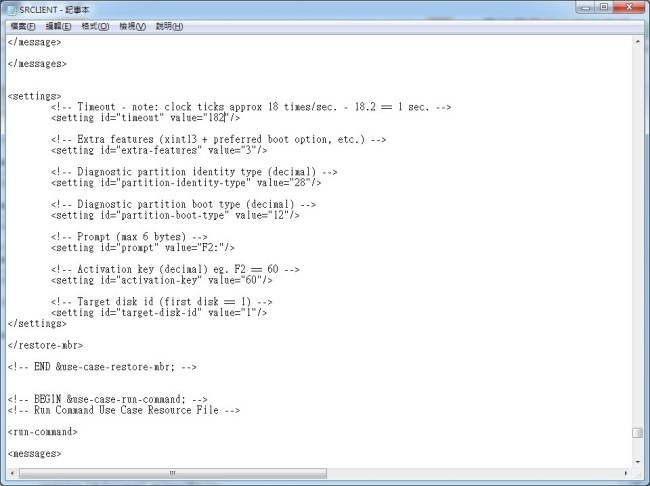 SRCLIENT - 記事本
檔案(F) 編輯(E) 格式(O) 檢視(V) 說明(H)
</message>
</messages>
<settings>
<!-- Timeout - note: clock ticks approx 18 times/sec. - 18.2 == 1 sec. -->
<setting id="timeout" value="182"/>
<!-- Extra features (xint13 + preferred boot option, etc.) -->
<setting id="extra-features" value="3"/>
<!-- Diagnostic partition identity type (decimal) -->
<setting id="partition-identity-type" value="28"/>
<!-- Diagnostic partition boot type (decimal) -->
<setting id="partition-boot-type" value="12"/>
<!-- Prompt (max 6 bytes) -->
<setting id="prompt" value="F2:"/>
<!-- Activation key (decimal) eg. F2 == 60 -->
<setting id="activation-key" value="60"/>
<!-- Target disk id (first disk == 1) -->
<setting id="target-disk-id" value="1"/>
</settings>
</restore-mbr>
<!-- END &use-case-restore-mbr; -->
<!-- BEGIN &use-case-run-command; -->
<!-- Run Command Use Case Resource File -->
<run-command>
<messages>